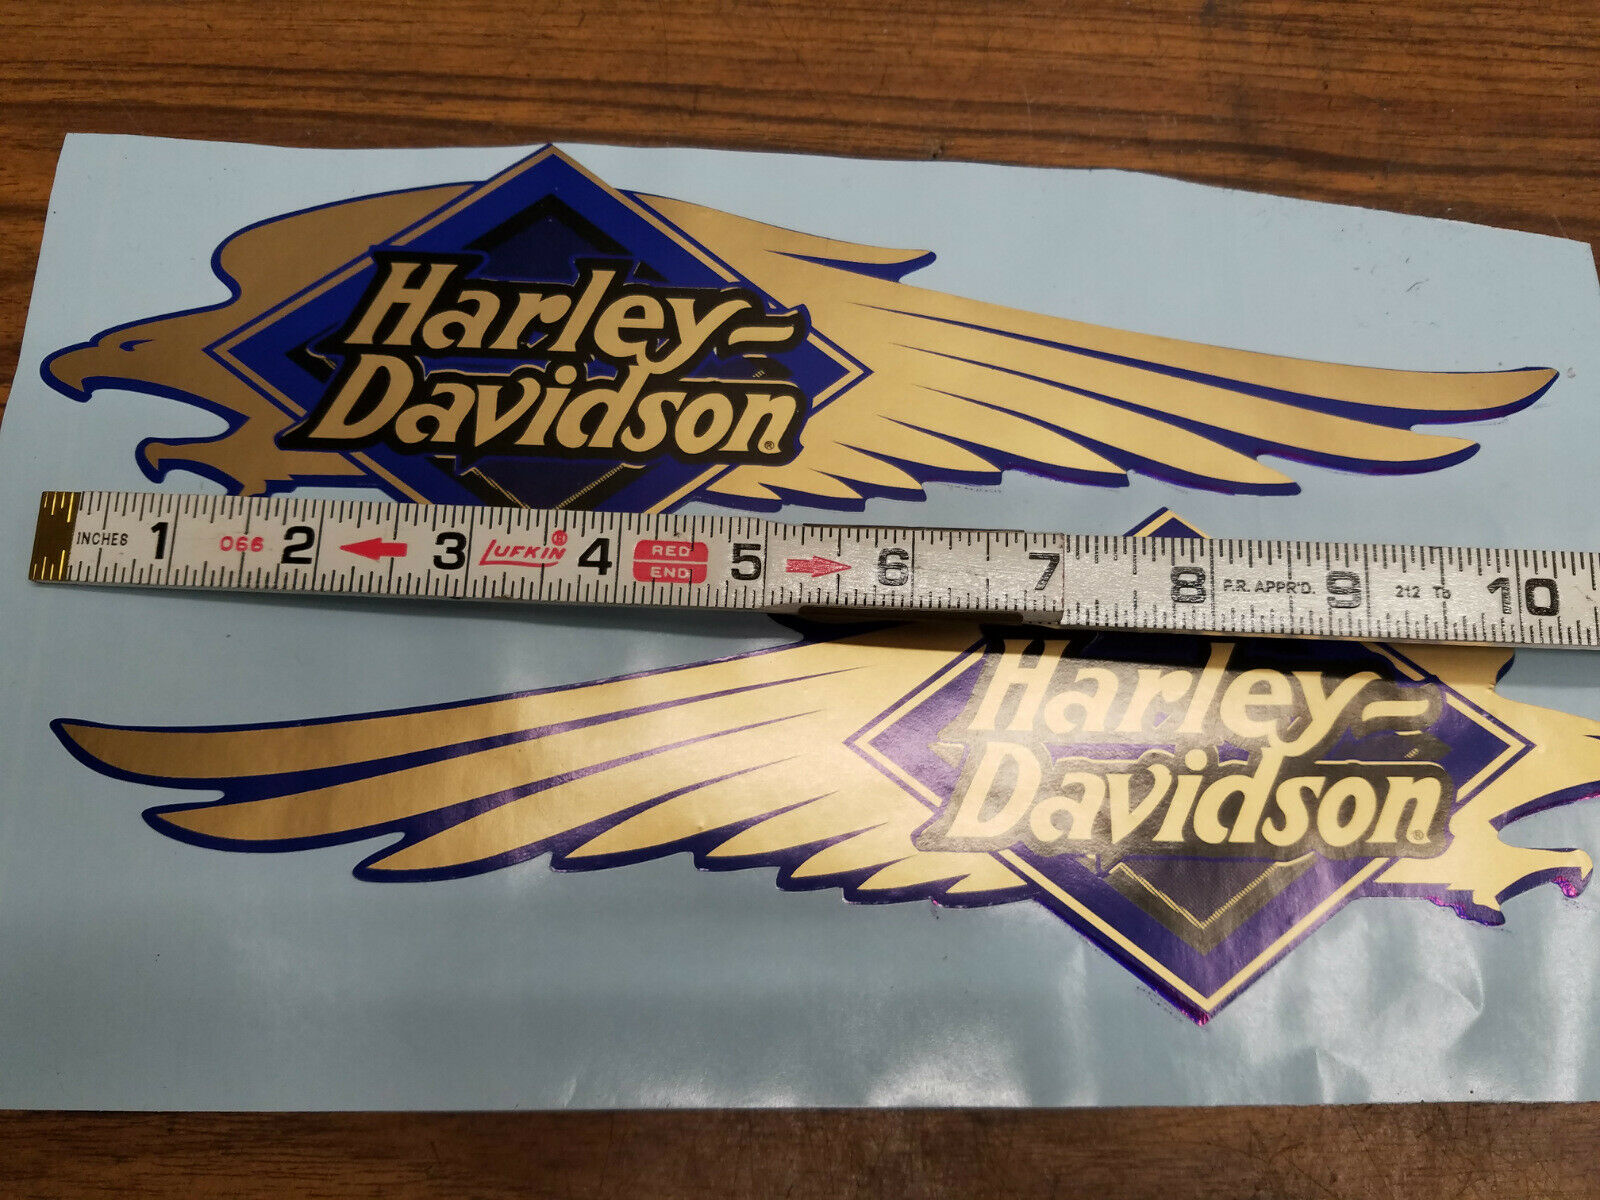 Harley-
Davidson®
INCHES 1 066 2 3 LUFKIN® 4 RED END 5 6 7 8 P.R. APPR'D. 9 212 Tb 10
Harley-
Davidson®